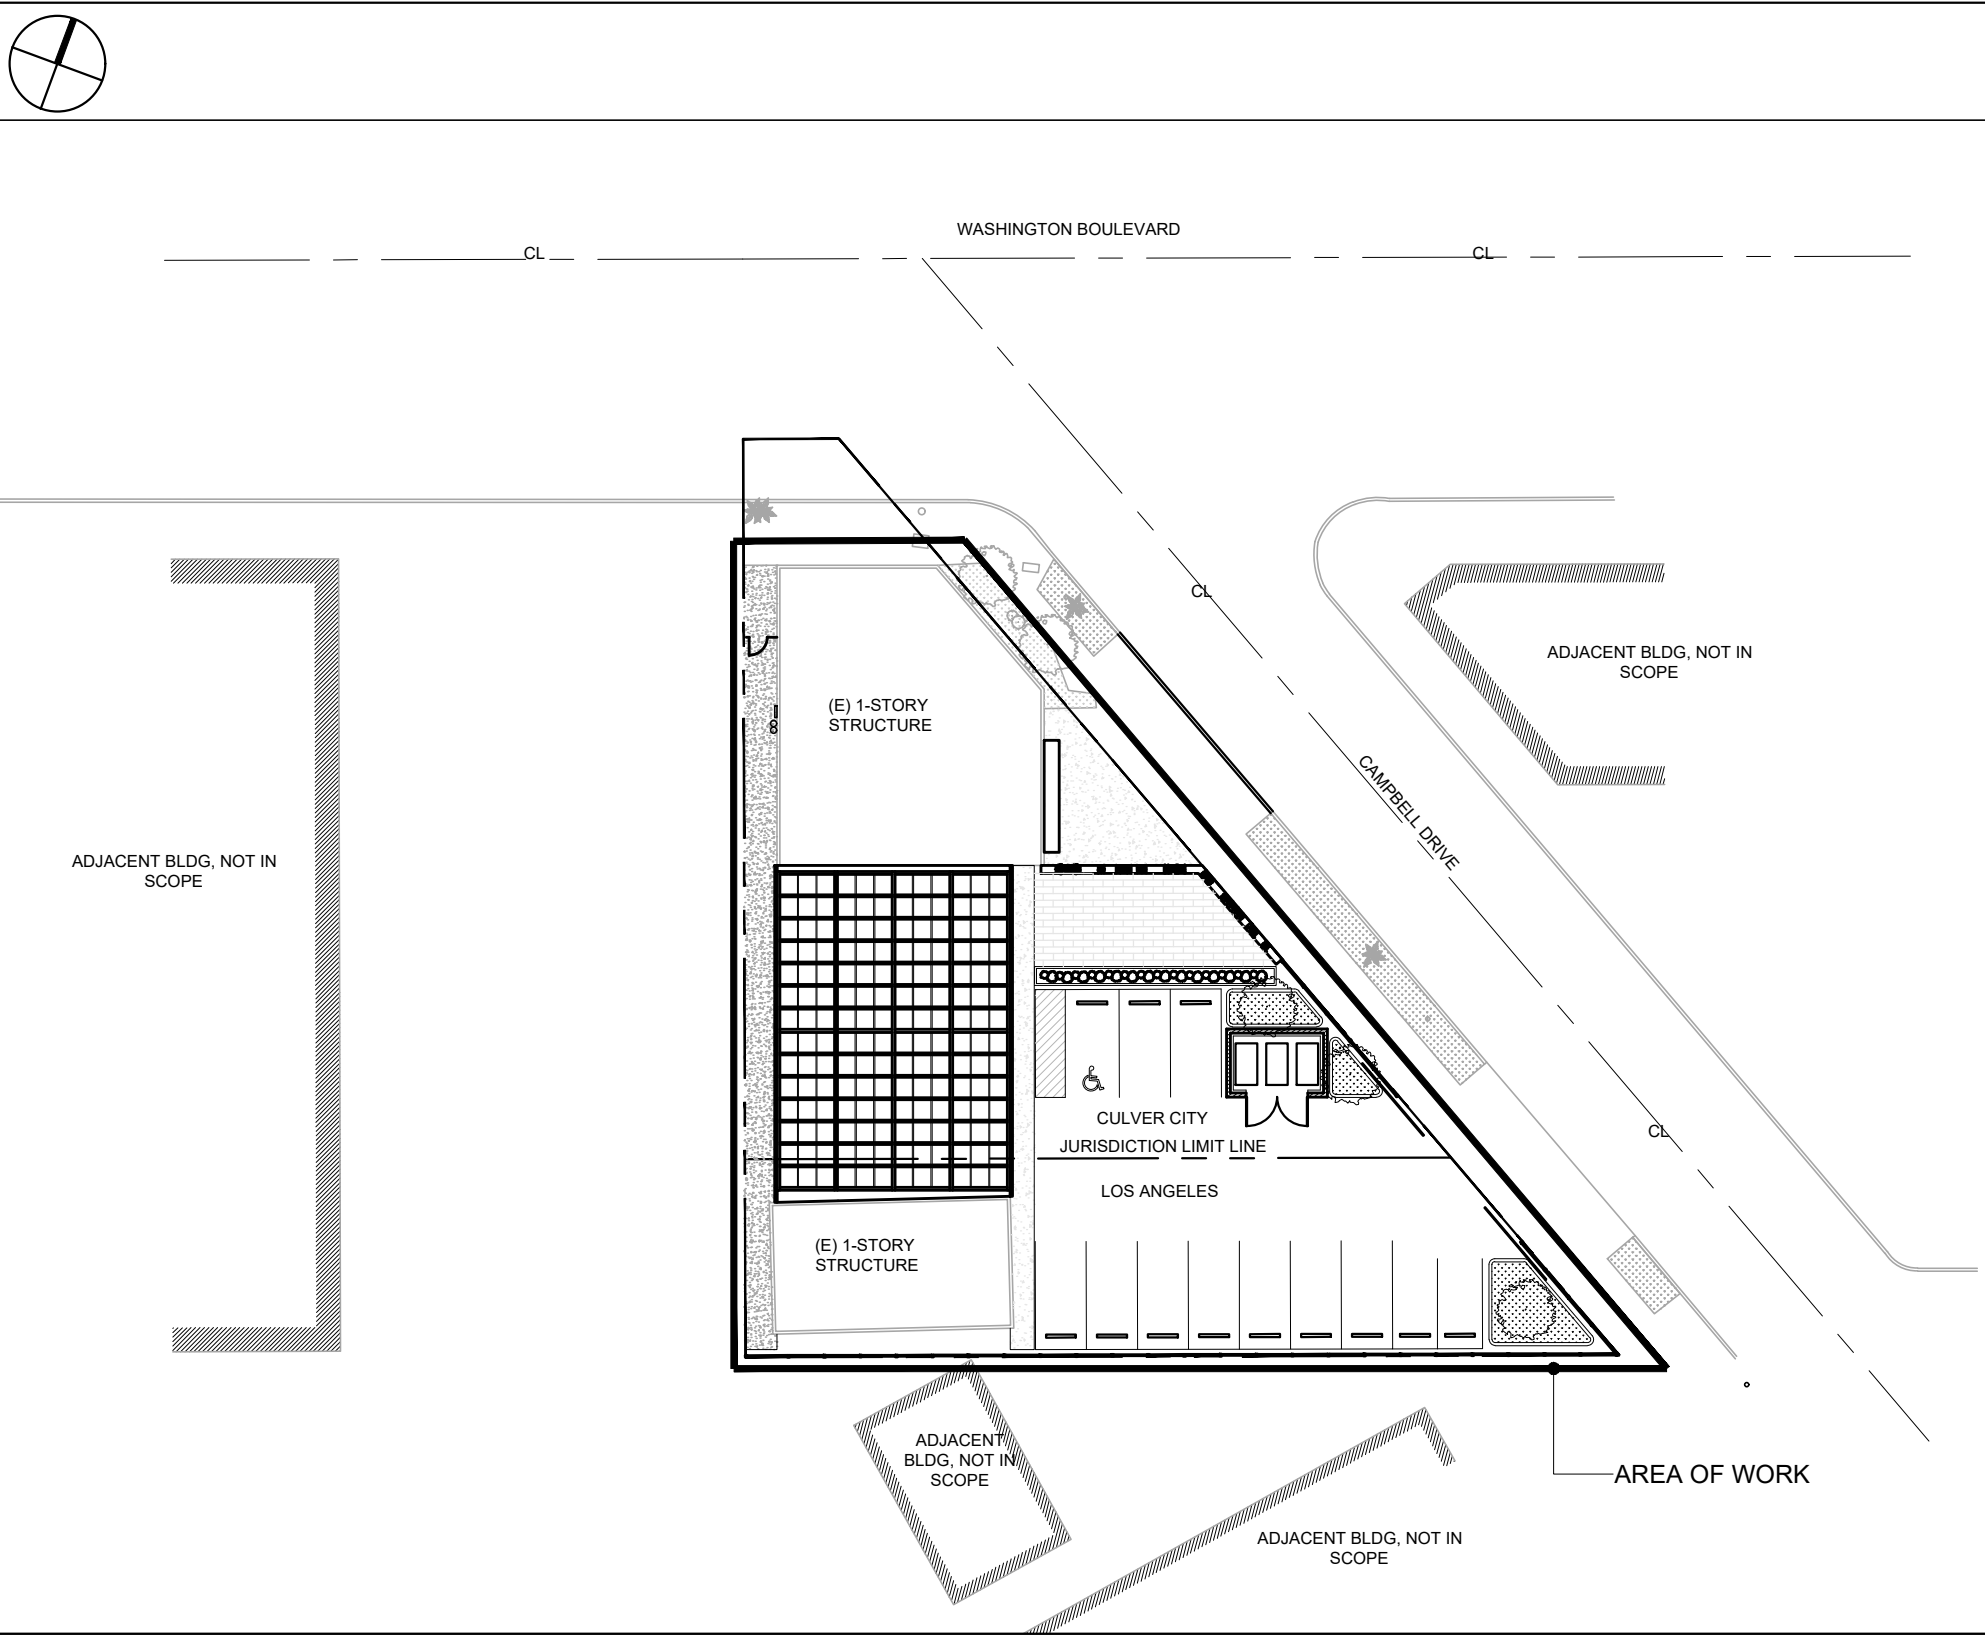 WASHINGTON BOULEVARD
CL
CL
CL
ADJACENT BLDG, NOT IN
SCOPE
(E) 1-STORY
STRUCTURE
CAMPBELL DRIVE
ADJACENT BLDG, NOT IN
SCOPE
CULVER CITY
JURISDICTION LIMIT LINE
LOS ANGELES
CL
(E) 1-STORY
STRUCTURE
ADJACENT
BLDG, NOT IN
SCOPE
AREA OF WORK
ADJACENT BLDG, NOT IN
SCOPE